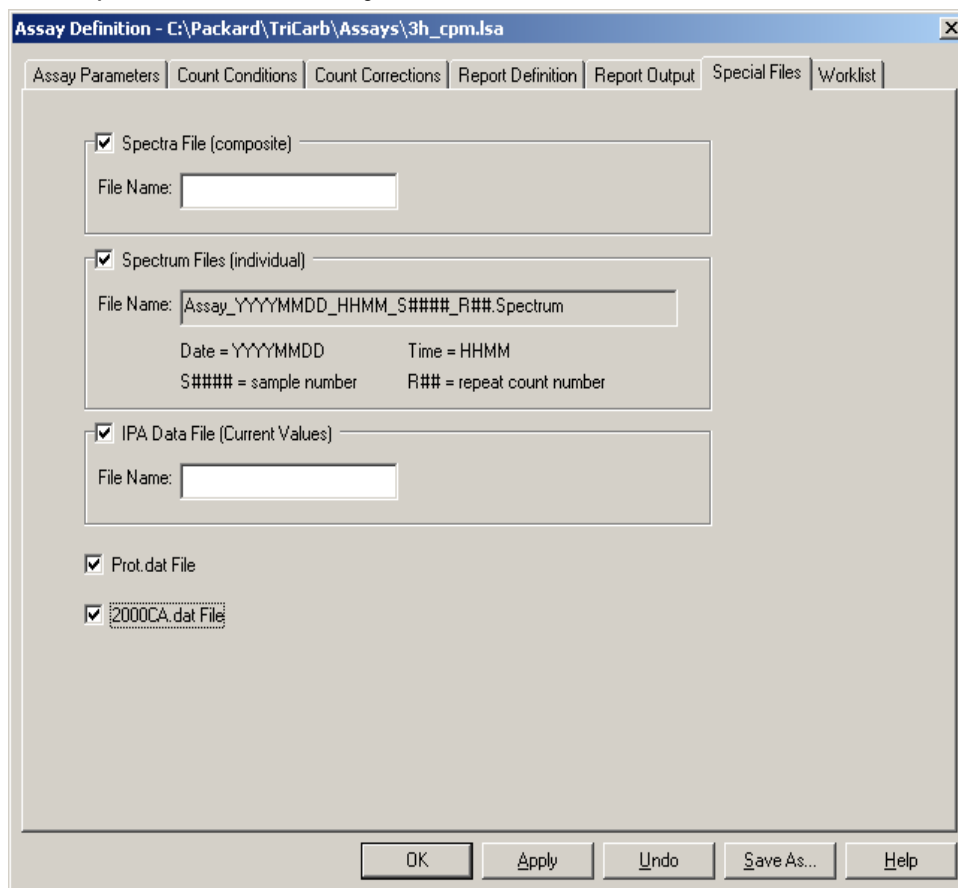 Assay Definition - C:\Packard\TriCarb\Assays\3h_cpm.lsa
Assay Parameters Count Conditions Count Corrections Report Definition Report Output Special Files Worklist
Spectra File (composite)
File Name:
Spectrum Files (individual)
File Name: Assay_YYYYMMDD_HHMM_S####_R##.Spectrum
Date = YYYYMMDD Time = HHMM
S#### = sample number R## = repeat count number
IPA Data File (Current Values)
File Name:
Prot.dat File
2000CA.dat File
OK Apply Undo Save As... Help